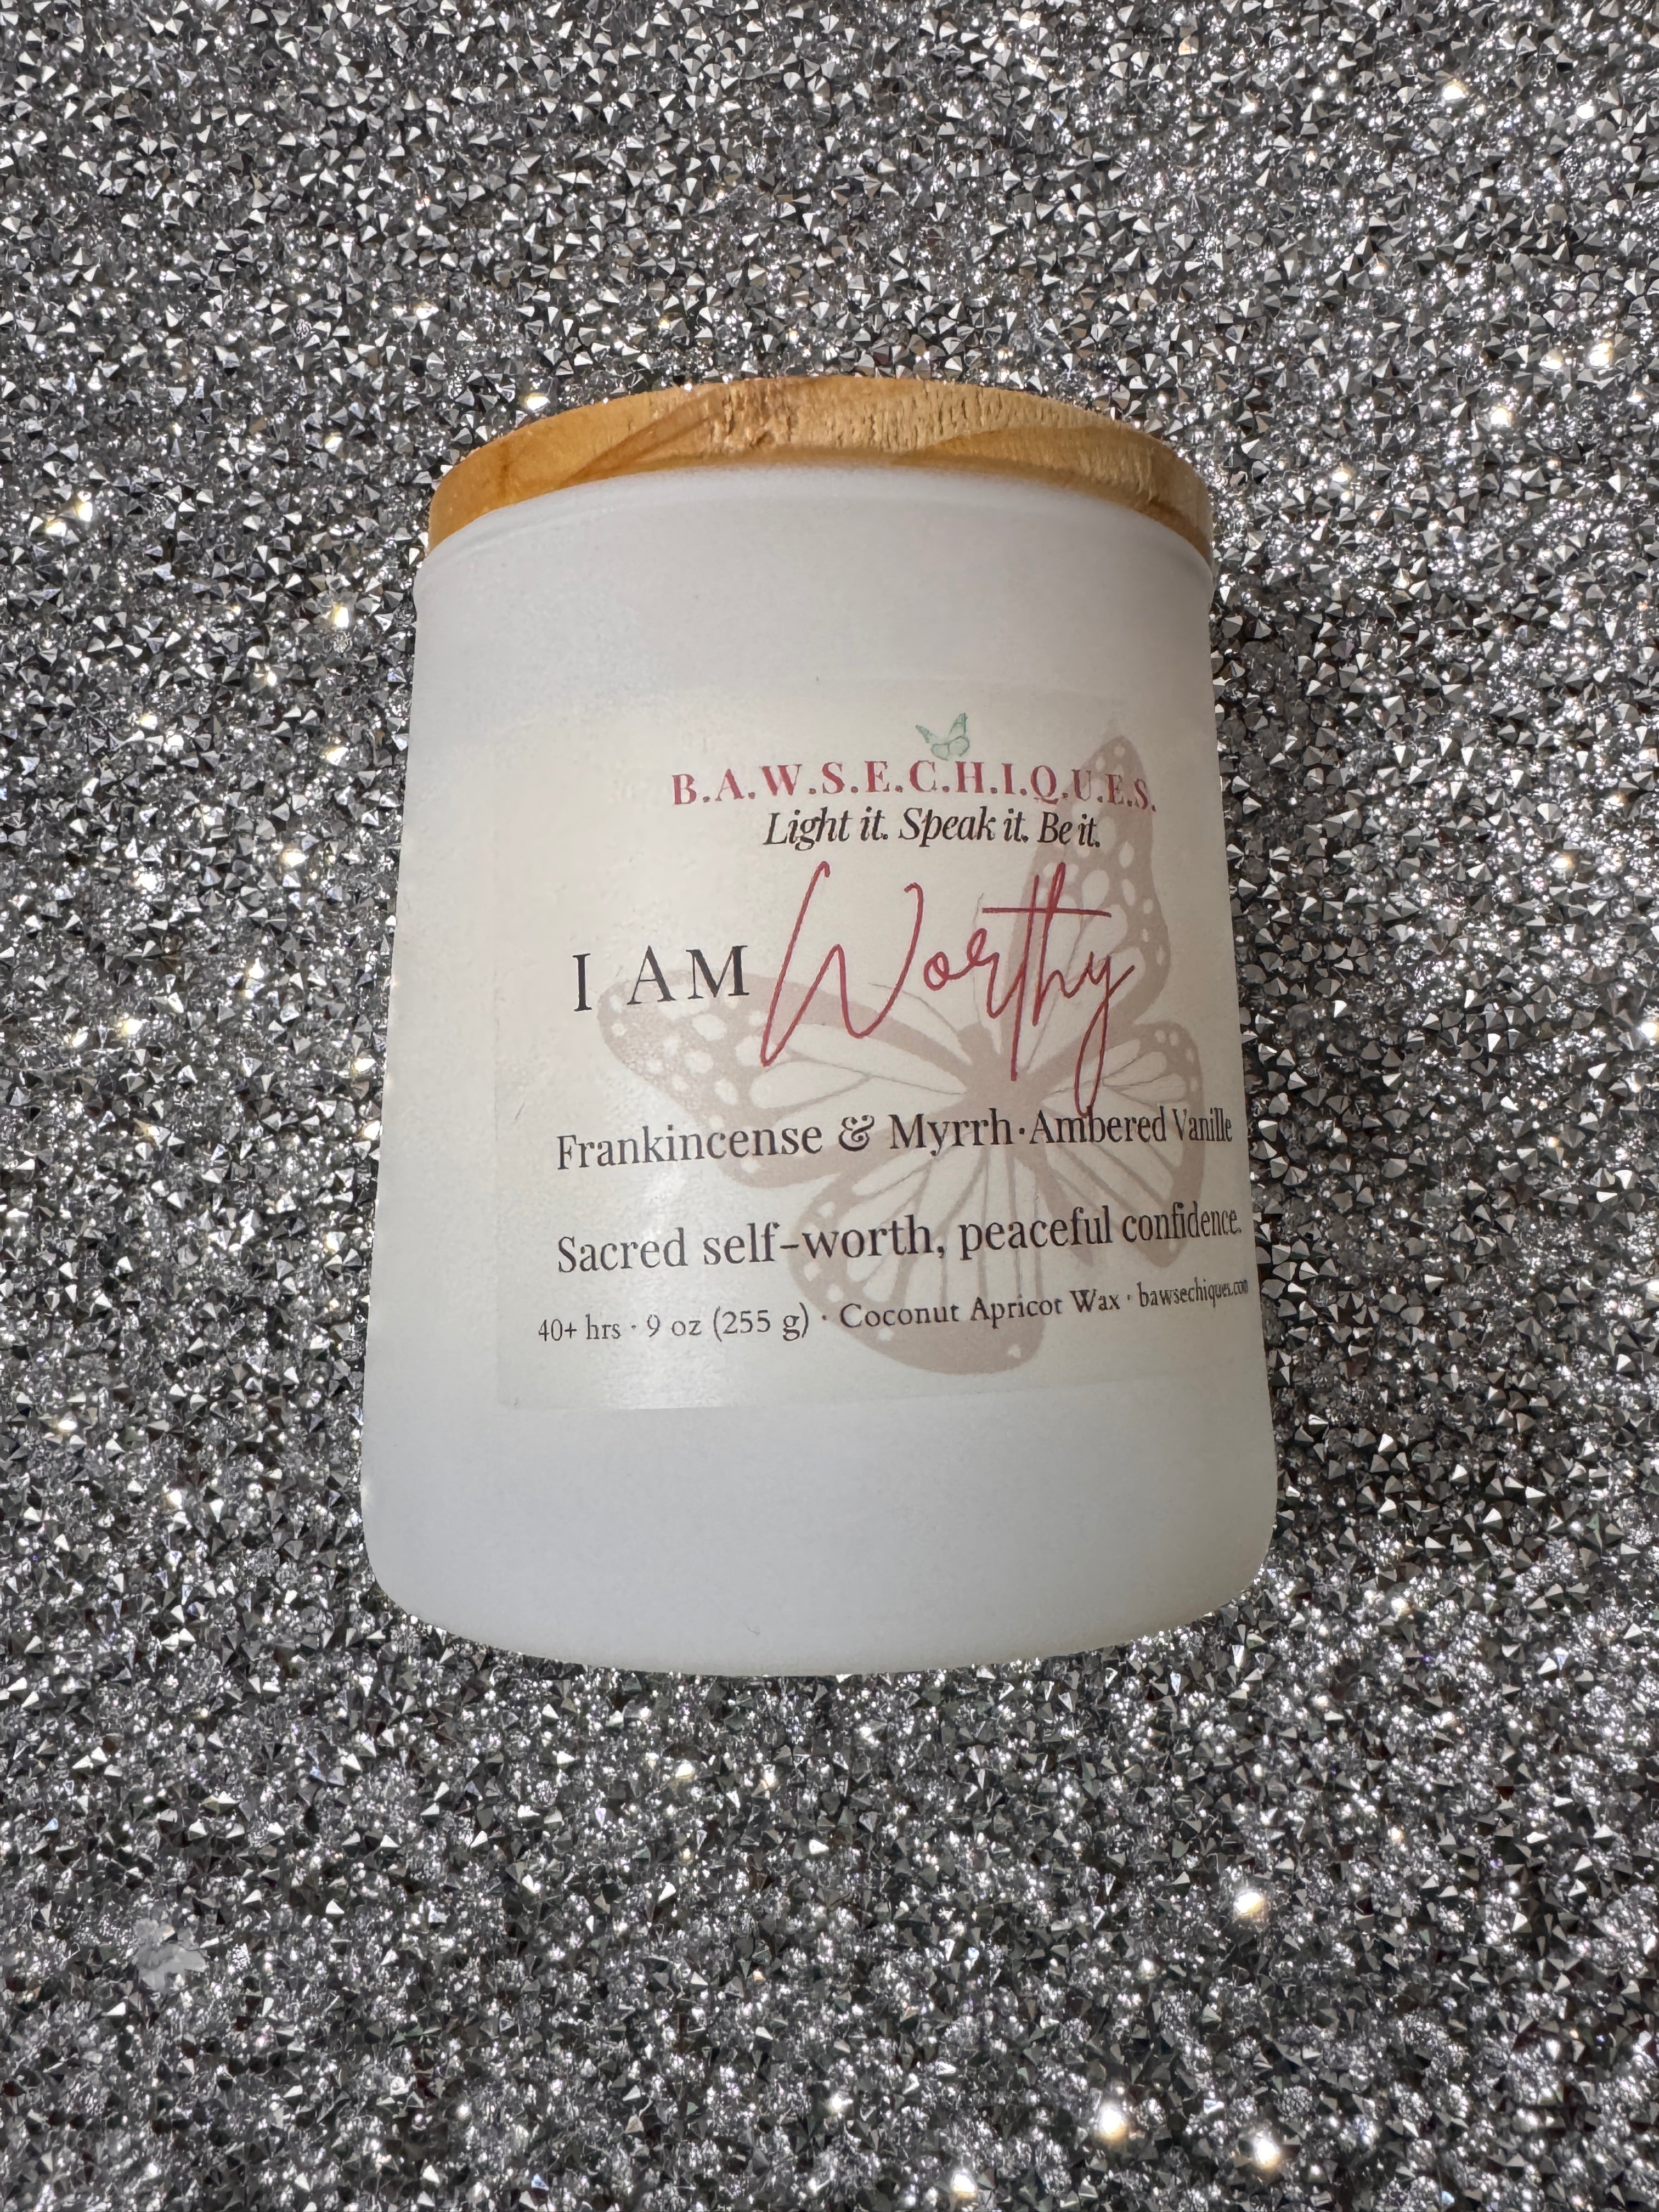 B.A.W.S.E.C.H.I.Q.U.E.S.
Light it. Speak it. Be it.
I AM Worthy
Frankincense & Myrrh·Ambered Vanille
Sacred self-worth, peaceful confidence.
40+ hrs · 9 oz (255 g) · Coconut Apricot Wax · bawsechiques.com